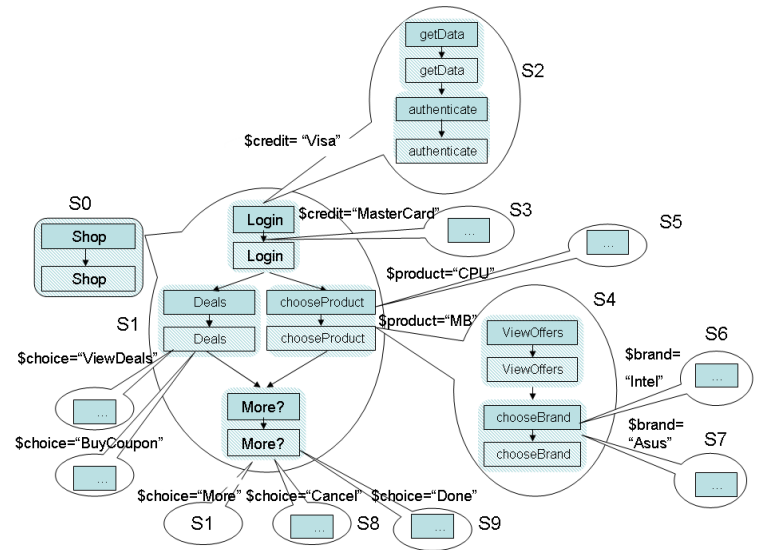 getData
getData
S2
authenticate
authenticate
$credit= “Visa”
S0
Shop
Shop
Login
Login
$credit=“MasterCard”
S3
...
S5
...
$product=“CPU”
S1
Deals
Deals
chooseProduct
chooseProduct
$product=“MB”
S4
ViewOffers
ViewOffers
chooseBrand
chooseBrand
S6
$brand=
“Intel”
...
$brand=
“Asus”
S7
...
$choice=“ViewDeals”
...
$choice=“BuyCoupon”
...
More?
More?
$choice=“More”
$choice=“Cancel”
$choice=“Done”
S1
...
S8
...
S9